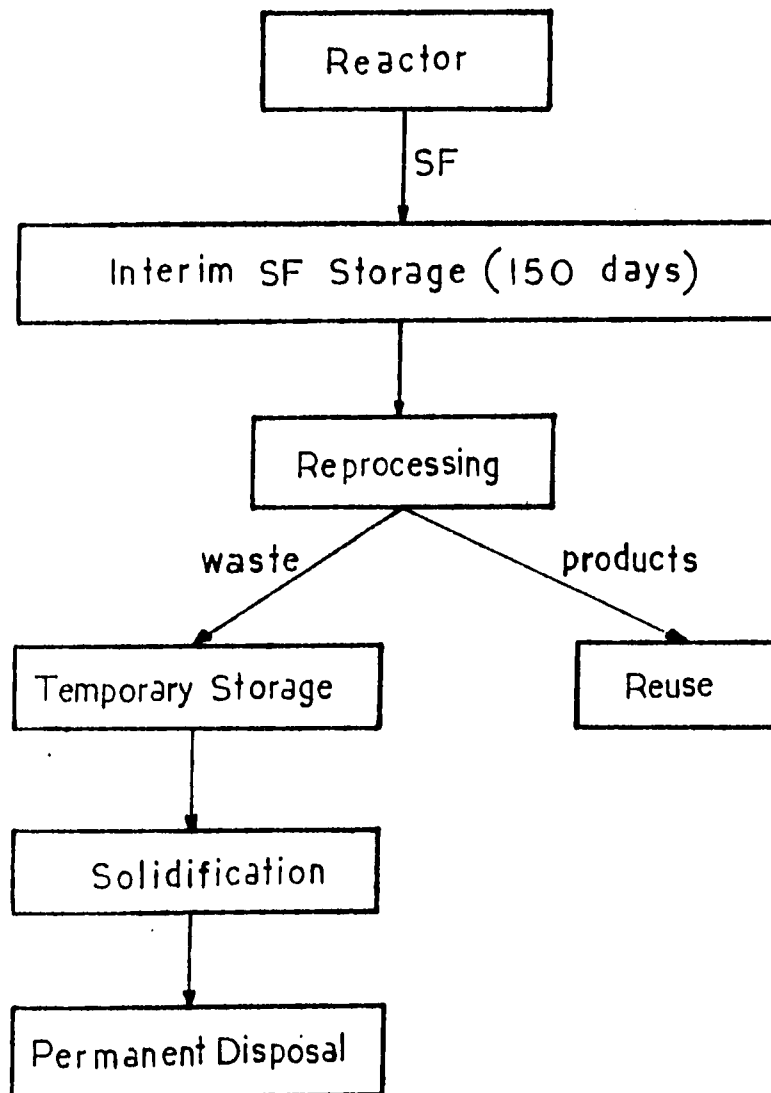 Reactor
SF
Interim SF Storage (150 days)
Reprocessing
waste
products
Temporary Storage
Reuse
Solidification
Permanent Disposal